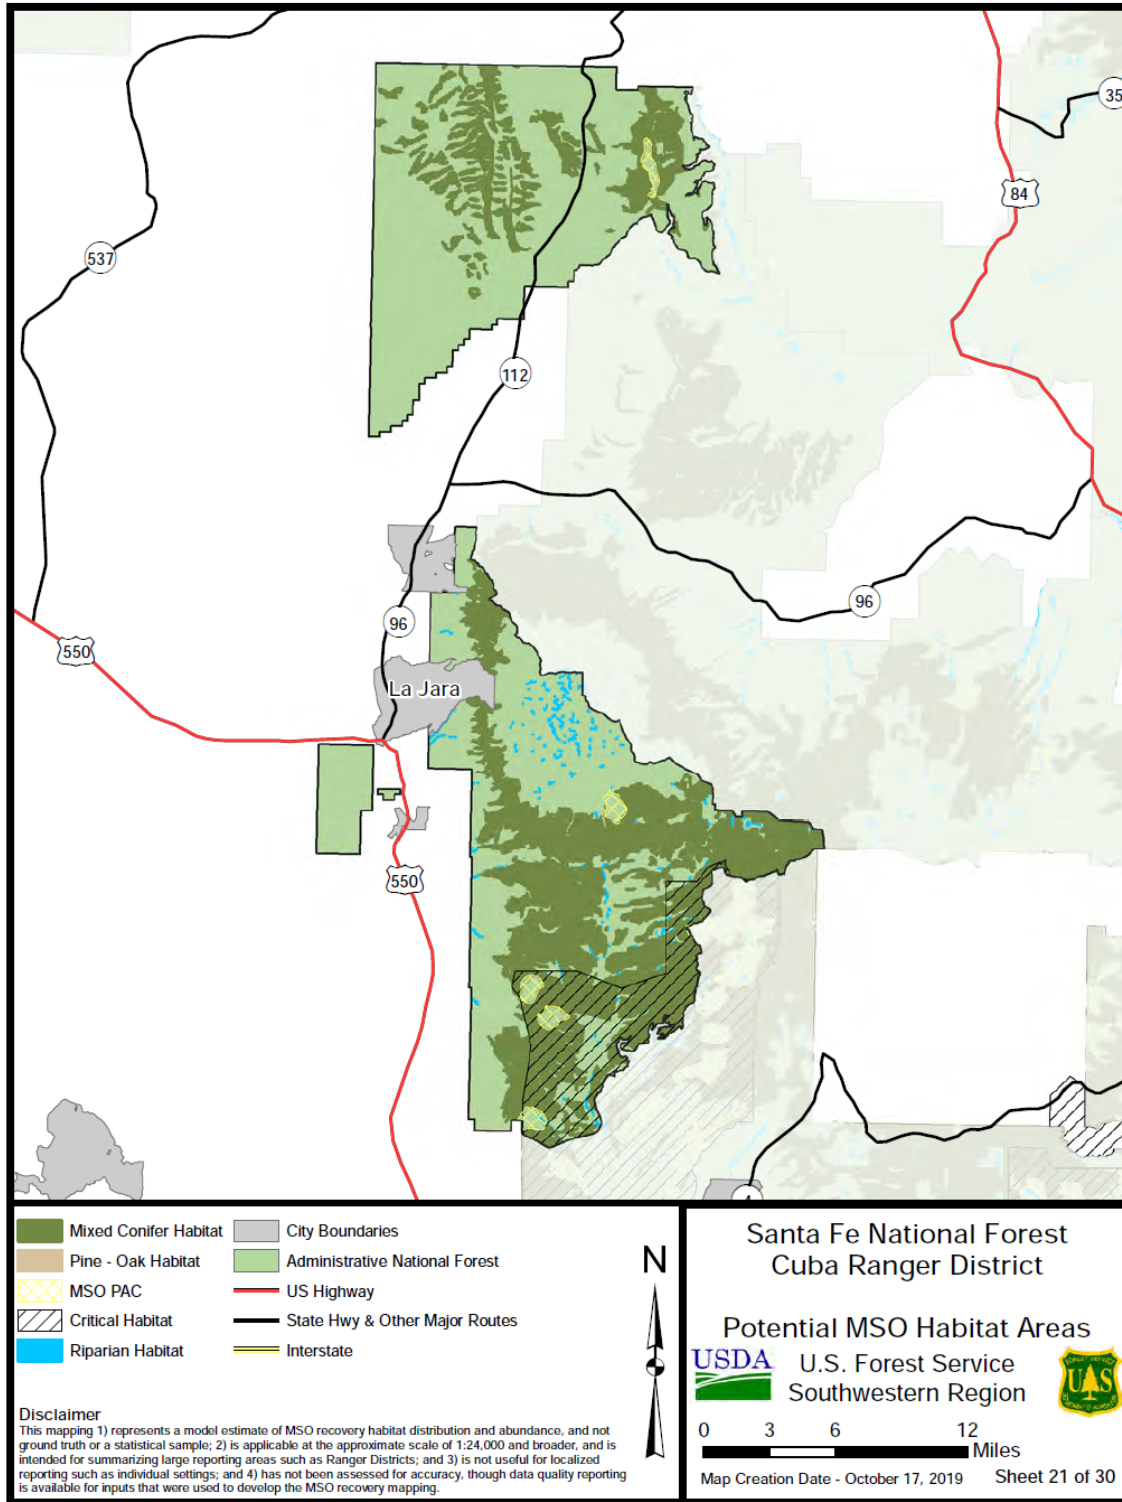 35
84
537
112
96
96
550
La Jara
550
4
Mixed Conifer Habitat
Pine - Oak Habitat
MSO PAC
Critical Habitat
Riparian Habitat
City Boundaries
Administrative National Forest
US Highway
State Hwy & Other Major Routes
Interstate
N
Disclaimer
This mapping 1) represents a model estimate of MSO recovery habitat distribution and abundance, and not
ground truth or a statistical sample; 2) is applicable at the approximate scale of 1:24,000 and broader, and is
intended for summarizing large reporting areas such as Ranger Districts; and 3) is not useful for localized
reporting such as individual settings; and 4) has not been assessed for accuracy, though data quality reporting
is available for inputs that were used to develop the MSO recovery mapping.
Santa Fe National Forest
Cuba Ranger District
Potential MSO Habitat Areas
USDA
U.S. Forest Service
Southwestern Region
UAS
0 3 6 12
Miles
Map Creation Date - October 17, 2019 Sheet 21 of 30